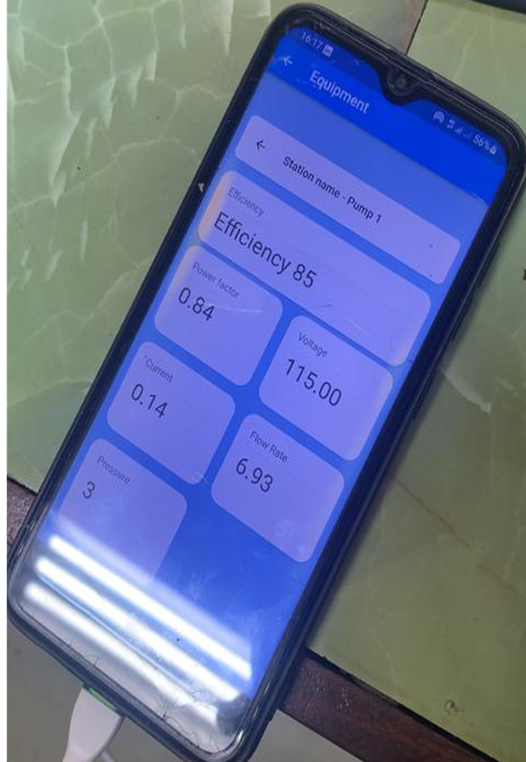 16:17
56%
Equipment
Station name - Pump 1
Efficiency
Efficiency 85
Power factor
0.84
Voltage
115.00
Current
0.14
Flow Rate
6.93
Pressure
3